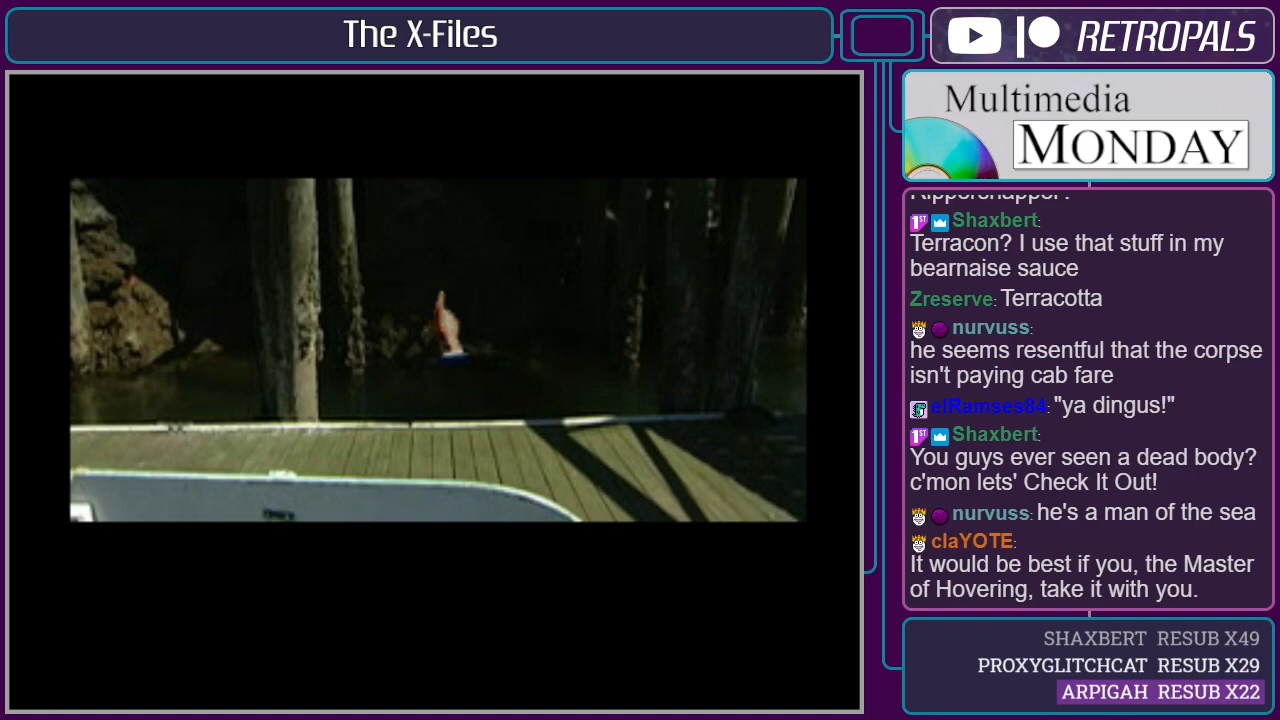 The X-Files
RETROPALS
Multimedia
MONDAY
1ST Shaxbert:
Terracon? I use that stuff in my
bearnaise sauce
Zreserve: Terracotta
nurvuss:
he seems resentful that the corpse
isn't paying cab fare
elRamses84: "ya dingus!"
1ST Shaxbert:
You guys ever seen a dead body?
c'mon lets' Check It Out!
nurvuss: he's a man of the sea
claYOTE:
It would be best if you, the Master
of Hovering, take it with you.
SHAXBERT RESUB X49
PROXYGLITCHCAT RESUB X29
ARPIGAH RESUB X22